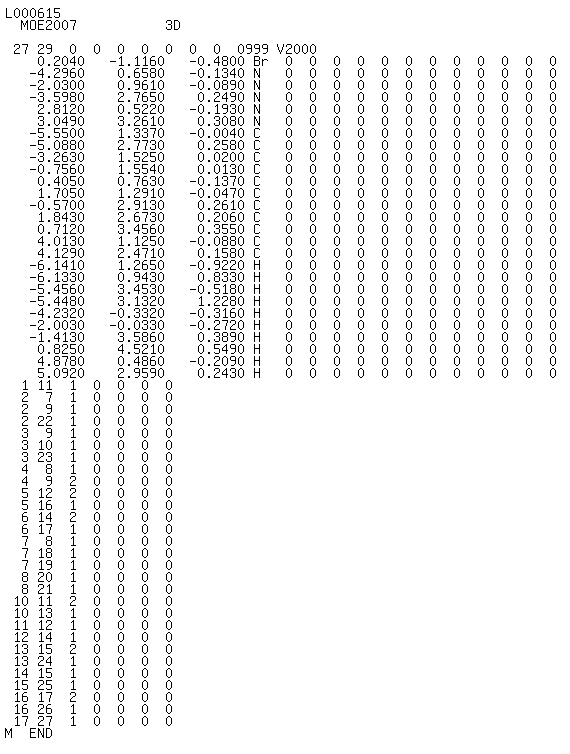 L000615
  MOE2007           3D

 27 29  0  0  0  0  0  0  0  0999 V2000
    0.2040   -1.1160   -0.4800 Br  0  0  0  0  0  0  0  0  0  0  0  0
   -4.2960    0.6580   -0.1340 N   0  0  0  0  0  0  0  0  0  0  0  0
   -2.0300    0.9610   -0.0890 N   0  0  0  0  0  0  0  0  0  0  0  0
   -3.5980    2.7650    0.2490 N   0  0  0  0  0  0  0  0  0  0  0  0
    2.8120    0.5220   -0.1930 N   0  0  0  0  0  0  0  0  0  0  0  0
    3.0490    3.2610    0.3080 N   0  0  0  0  0  0  0  0  0  0  0  0
   -5.5500    1.3370   -0.0040 C   0  0  0  0  0  0  0  0  0  0  0  0
   -5.0880    2.7730    0.2580 C   0  0  0  0  0  0  0  0  0  0  0  0
   -3.2630    1.5250    0.0200 C   0  0  0  0  0  0  0  0  0  0  0  0
   -0.7560    1.5540    0.0130 C   0  0  0  0  0  0  0  0  0  0  0  0
    0.4050    0.7630   -0.1370 C   0  0  0  0  0  0  0  0  0  0  0  0
    1.7050    1.2910   -0.0470 C   0  0  0  0  0  0  0  0  0  0  0  0
   -0.5700    2.9130    0.2610 C   0  0  0  0  0  0  0  0  0  0  0  0
    1.8430    2.6730    0.2060 C   0  0  0  0  0  0  0  0  0  0  0  0
    0.7120    3.4560    0.3550 C   0  0  0  0  0  0  0  0  0  0  0  0
    4.0130    1.1250   -0.0880 C   0  0  0  0  0  0  0  0  0  0  0  0
    4.1290    2.4710    0.1580 C   0  0  0  0  0  0  0  0  0  0  0  0
   -6.1410    1.2650   -0.9220 H   0  0  0  0  0  0  0  0  0  0  0  0
   -6.1330    0.9430    0.8330 H   0  0  0  0  0  0  0  0  0  0  0  0
   -5.4560    3.4530   -0.5180 H   0  0  0  0  0  0  0  0  0  0  0  0
   -5.4480    3.1320    1.2280 H   0  0  0  0  0  0  0  0  0  0  0  0
   -4.2320   -0.3320   -0.3160 H   0  0  0  0  0  0  0  0  0  0  0  0
   -2.0030   -0.0330   -0.2720 H   0  0  0  0  0  0  0  0  0  0  0  0
   -1.4130    3.5860    0.3890 H   0  0  0  0  0  0  0  0  0  0  0  0
    0.8250    4.5210    0.5490 H   0  0  0  0  0  0  0  0  0  0  0  0
    4.8780    0.4860   -0.2090 H   0  0  0  0  0  0  0  0  0  0  0  0
    5.0920    2.9590    0.2430 H   0  0  0  0  0  0  0  0  0  0  0  0
  1 11  1  0  0  0  0
  2  7  1  0  0  0  0
  2  9  1  0  0  0  0
  2 22  1  0  0  0  0
  3  9  1  0  0  0  0
  3 10  1  0  0  0  0
  3 23  1  0  0  0  0
  4  8  1  0  0  0  0
  4  9  2  0  0  0  0
  5 12  2  0  0  0  0
  5 16  1  0  0  0  0
  6 14  2  0  0  0  0
  6 17  1  0  0  0  0
  7  8  1  0  0  0  0
  7 18  1  0  0  0  0
  7 19  1  0  0  0  0
  8 20  1  0  0  0  0
  8 21  1  0  0  0  0
 10 11  2  0  0  0  0
 10 13  1  0  0  0  0
 11 12  1  0  0  0  0
 12 14  1  0  0  0  0
 13 15  2  0  0  0  0
 13 24  1  0  0  0  0
 14 15  1  0  0  0  0
 15 25  1  0  0  0  0
 16 17  2  0  0  0  0
 16 26  1  0  0  0  0
 17 27  1  0  0  0  0
M  END